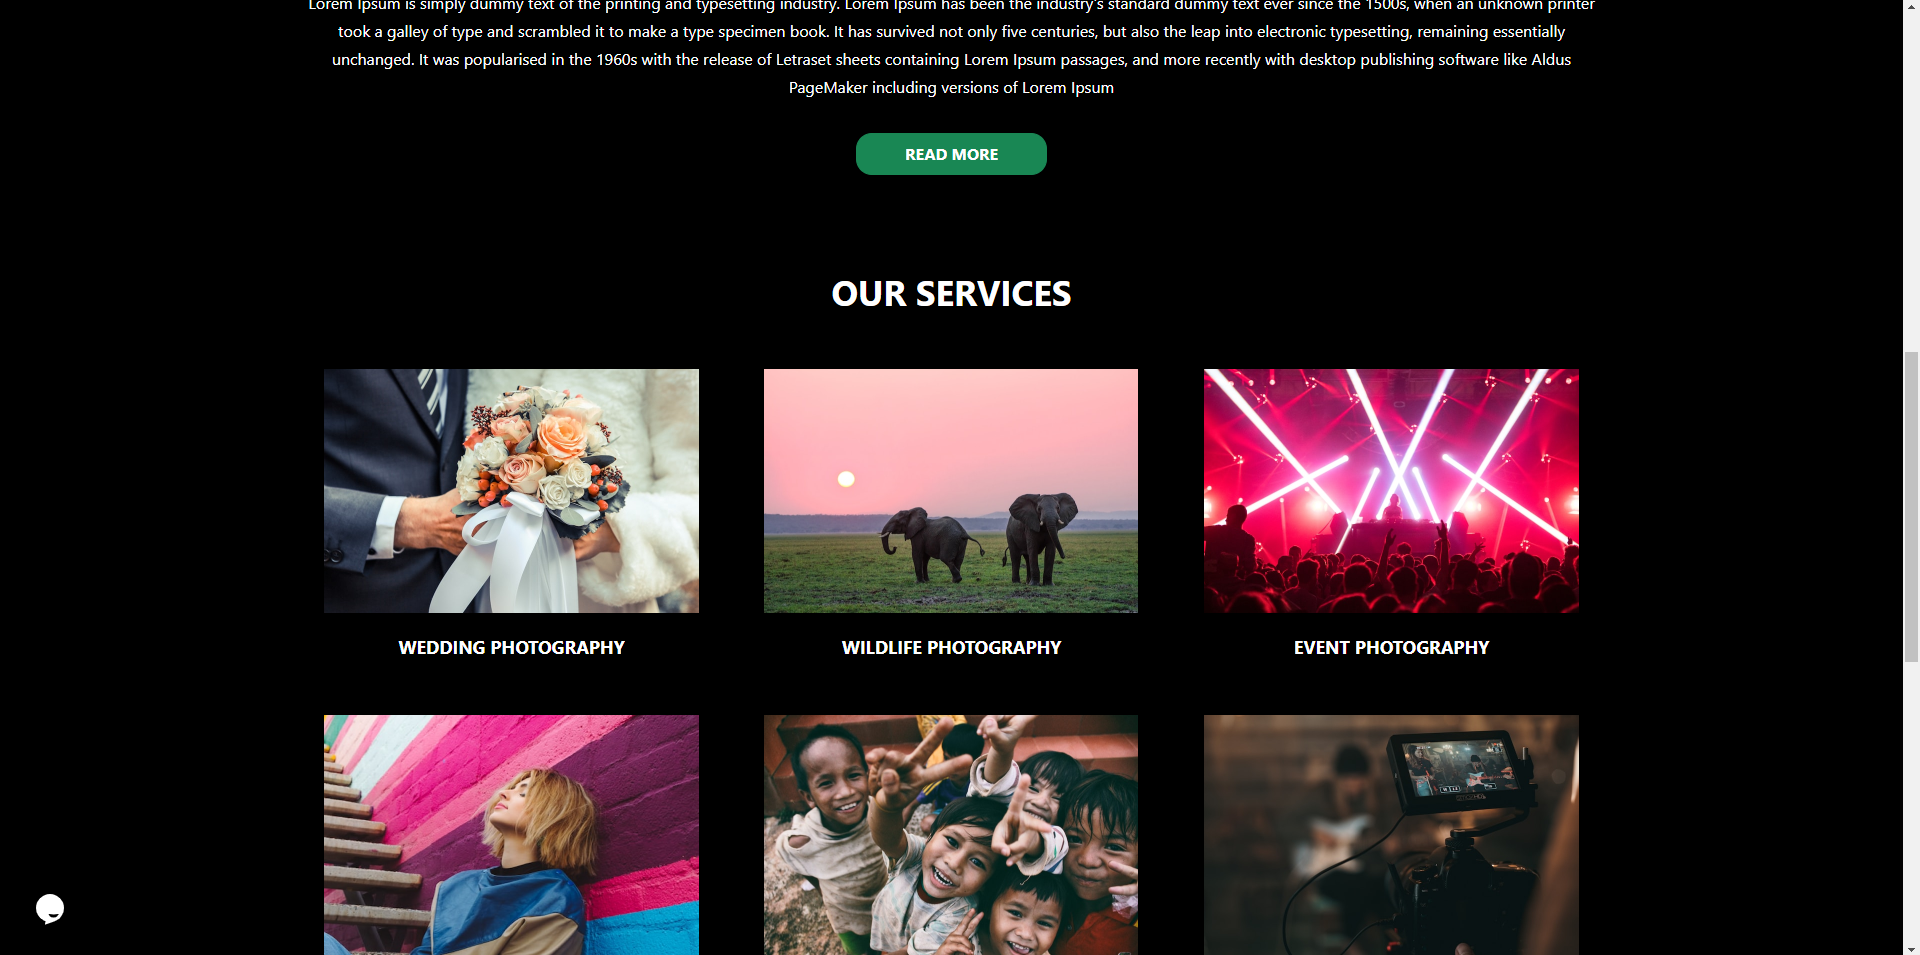 Lorem Ipsum is simply dummy text of the printing and typesetting industry. Lorem Ipsum has been the industry's standard dummy text ever since the 1500s, when an unknown printer
took a galley of type and scrambled it to make a type specimen book. It has survived not only five centuries, but also the leap into electronic typesetting, remaining essentially
unchanged. It was popularised in the 1960s with the release of Letraset sheets containing Lorem Ipsum passages, and more recently with desktop publishing software like Aldus
PageMaker including versions of Lorem Ipsum
READ MORE
OUR SERVICES
WEDDING PHOTOGRAPHY
WILDLIFE PHOTOGRAPHY
EVENT PHOTOGRAPHY